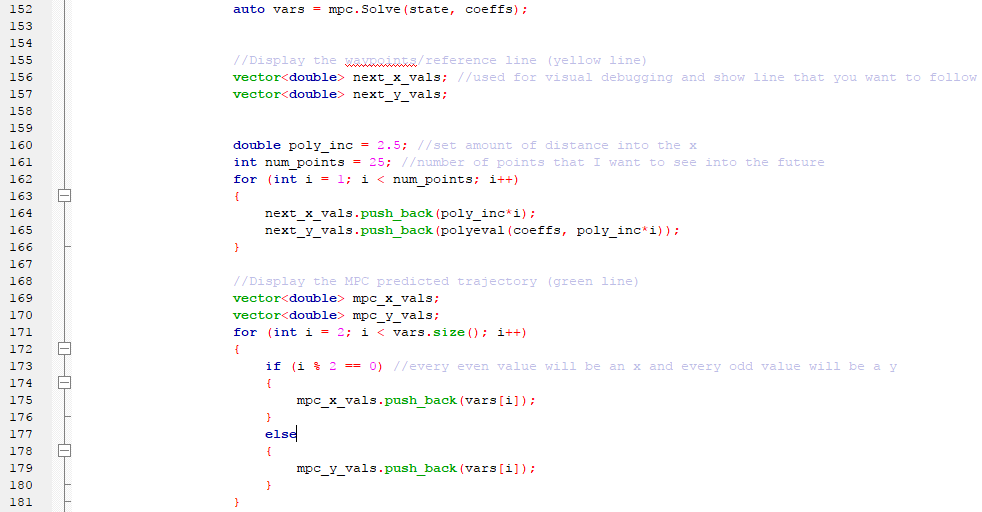 152 auto vars = mpc.Solve(state, coeffs);
153
154
155 //Display the waypoints/reference line (yellow line)
156 vector<double> next_x_vals; //used for visual debugging and show line that you want to follow
157 vector<double> next_y_vals;
158
159
160 double poly_inc = 2.5; //set amount of distance into the x
161 int num_points = 25; //number of points that I want to see into the future
162 for (int i = 1; i < num_points; i++)
163 {
164 next_x_vals.push_back(poly_inc*i);
165 next_y_vals.push_back(polyeval(coeffs, poly_inc*i));
166 }
167
168 //Display the MPC predicted trajectory (green line)
169 vector<double> mpc_x_vals;
170 vector<double> mpc_y_vals;
171 for (int i = 2; i < vars.size(); i++)
172 {
173 if (i % 2 == 0) //every even value will be an x and every odd value will be a y
174 {
175 mpc_x_vals.push_back(vars[i]);
176 }
177 else
178 {
179 mpc_y_vals.push_back(vars[i]);
180 }
181 }